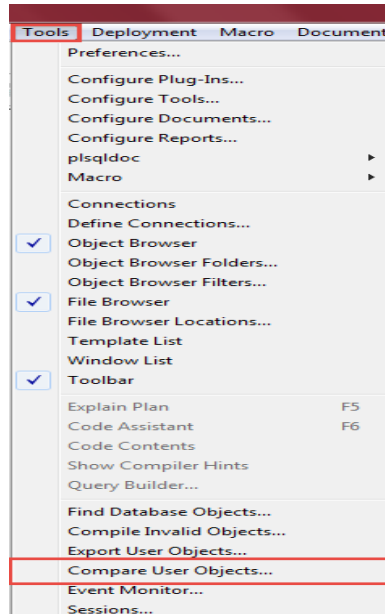 Tools Deployment Macro Document
Preferences...
Configure Plug-Ins...
Configure Tools...
Configure Documents...
Configure Reports...
plsqldoc
Macro
Connections
Define Connections...
Object Browser
Object Browser Folders...
Object Browser Filters...
File Browser
File Browser Locations...
Template List
Window List
Toolbar
Explain Plan F5
Code Assistant F6
Code Contents
Show Compiler Hints
Query Builder...
Find Database Objects...
Compile Invalid Objects...
Export User Objects...
Compare User Objects...
Event Monitor...
Sessions...